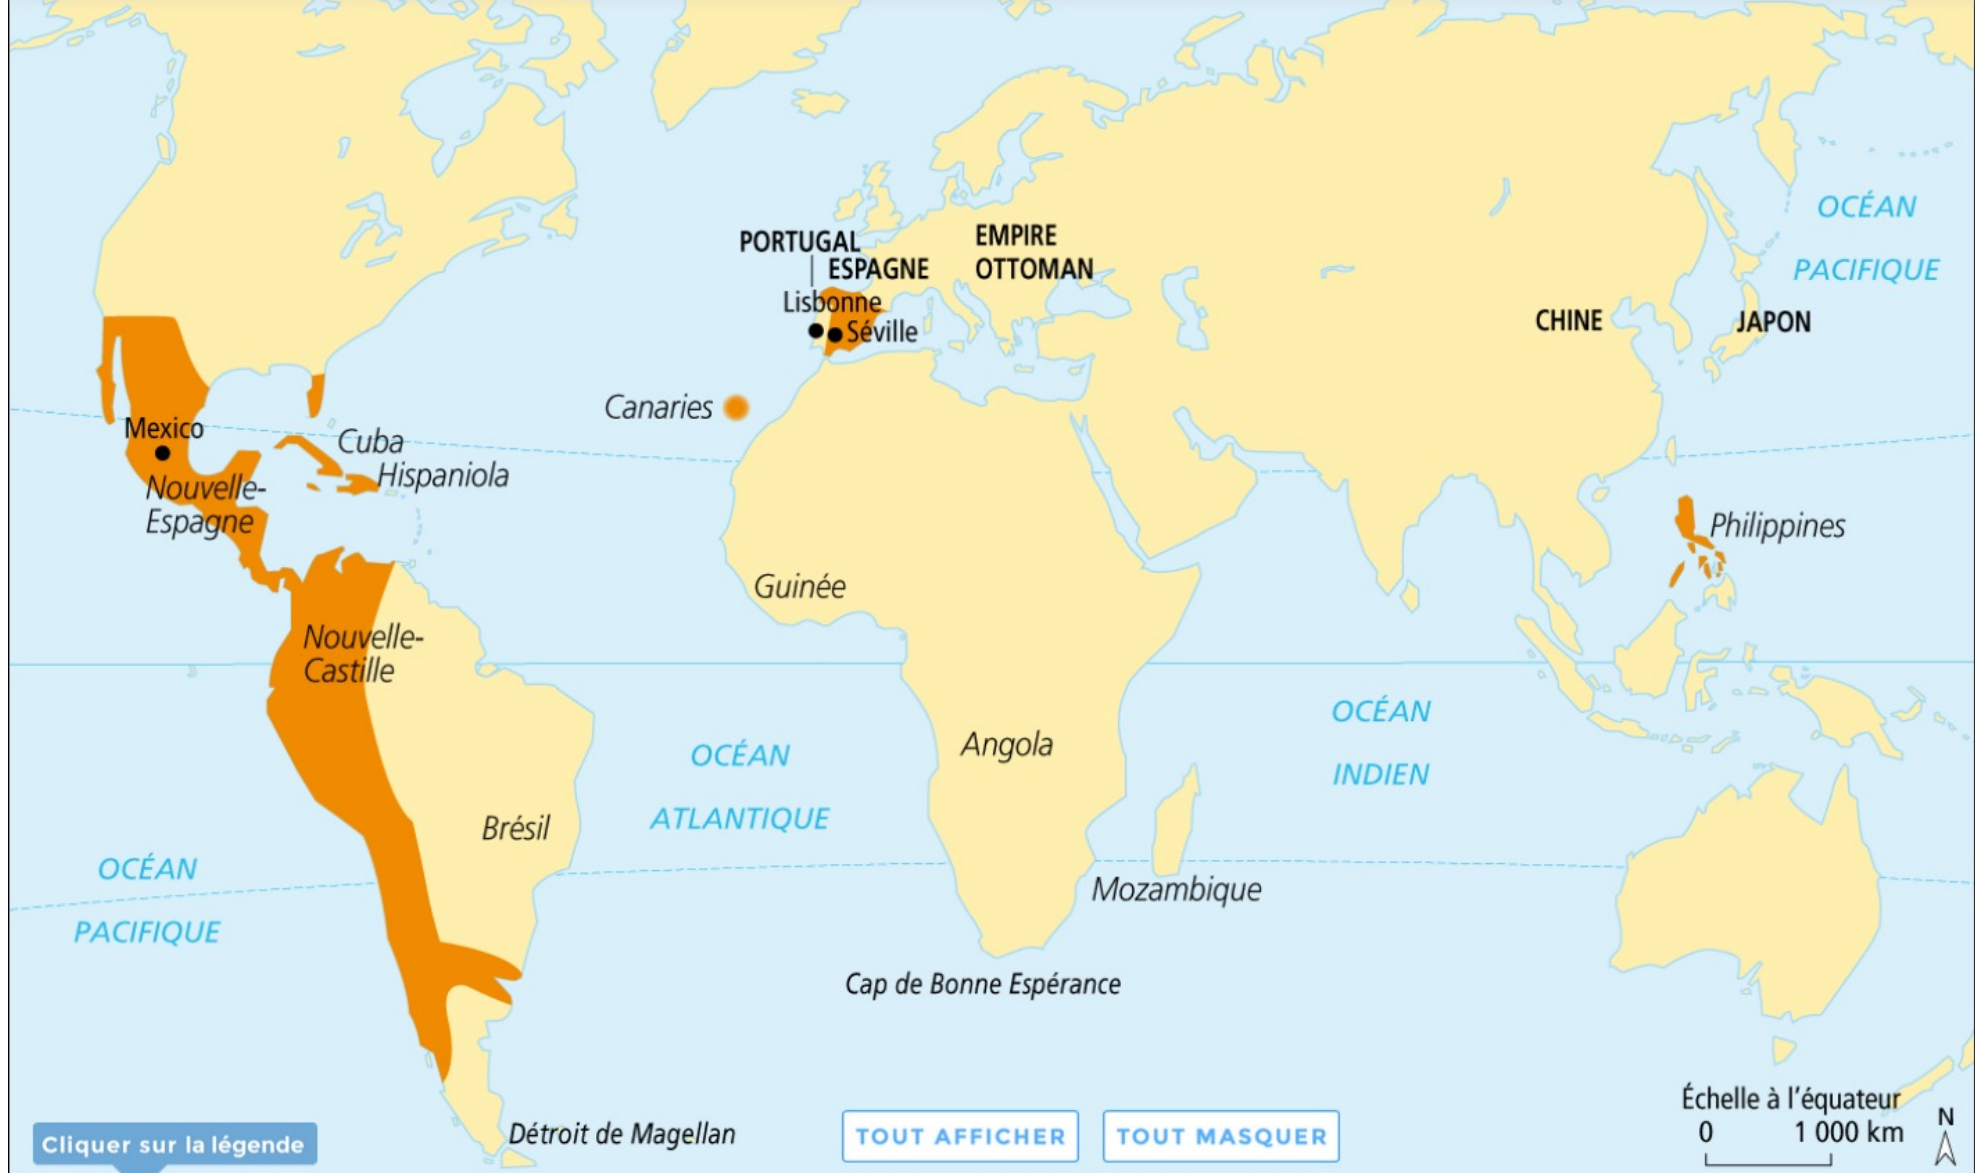 OCÉAN
PACIFIQUE
PORTUGAL
EMPIRE
OTTOMAN
ESPAGNE
Lisbonne
Séville
CHINE
JAPON
Canaries
Mexico
Cuba
Hispaniola
Nouvelle-
Espagne
Philippines
Guinée
Nouvelle-
Castille
OCÉAN
INDIEN
Angola
OCÉAN
ATLANTIQUE
Brésil
OCÉAN
PACIFIQUE
Mozambique
Cap de Bonne Espérance
Détroit de Magellan
Cliquer sur la légende
TOUT AFFICHER
TOUT MASQUER
Échelle à l'équateur
0 1 000 km
N